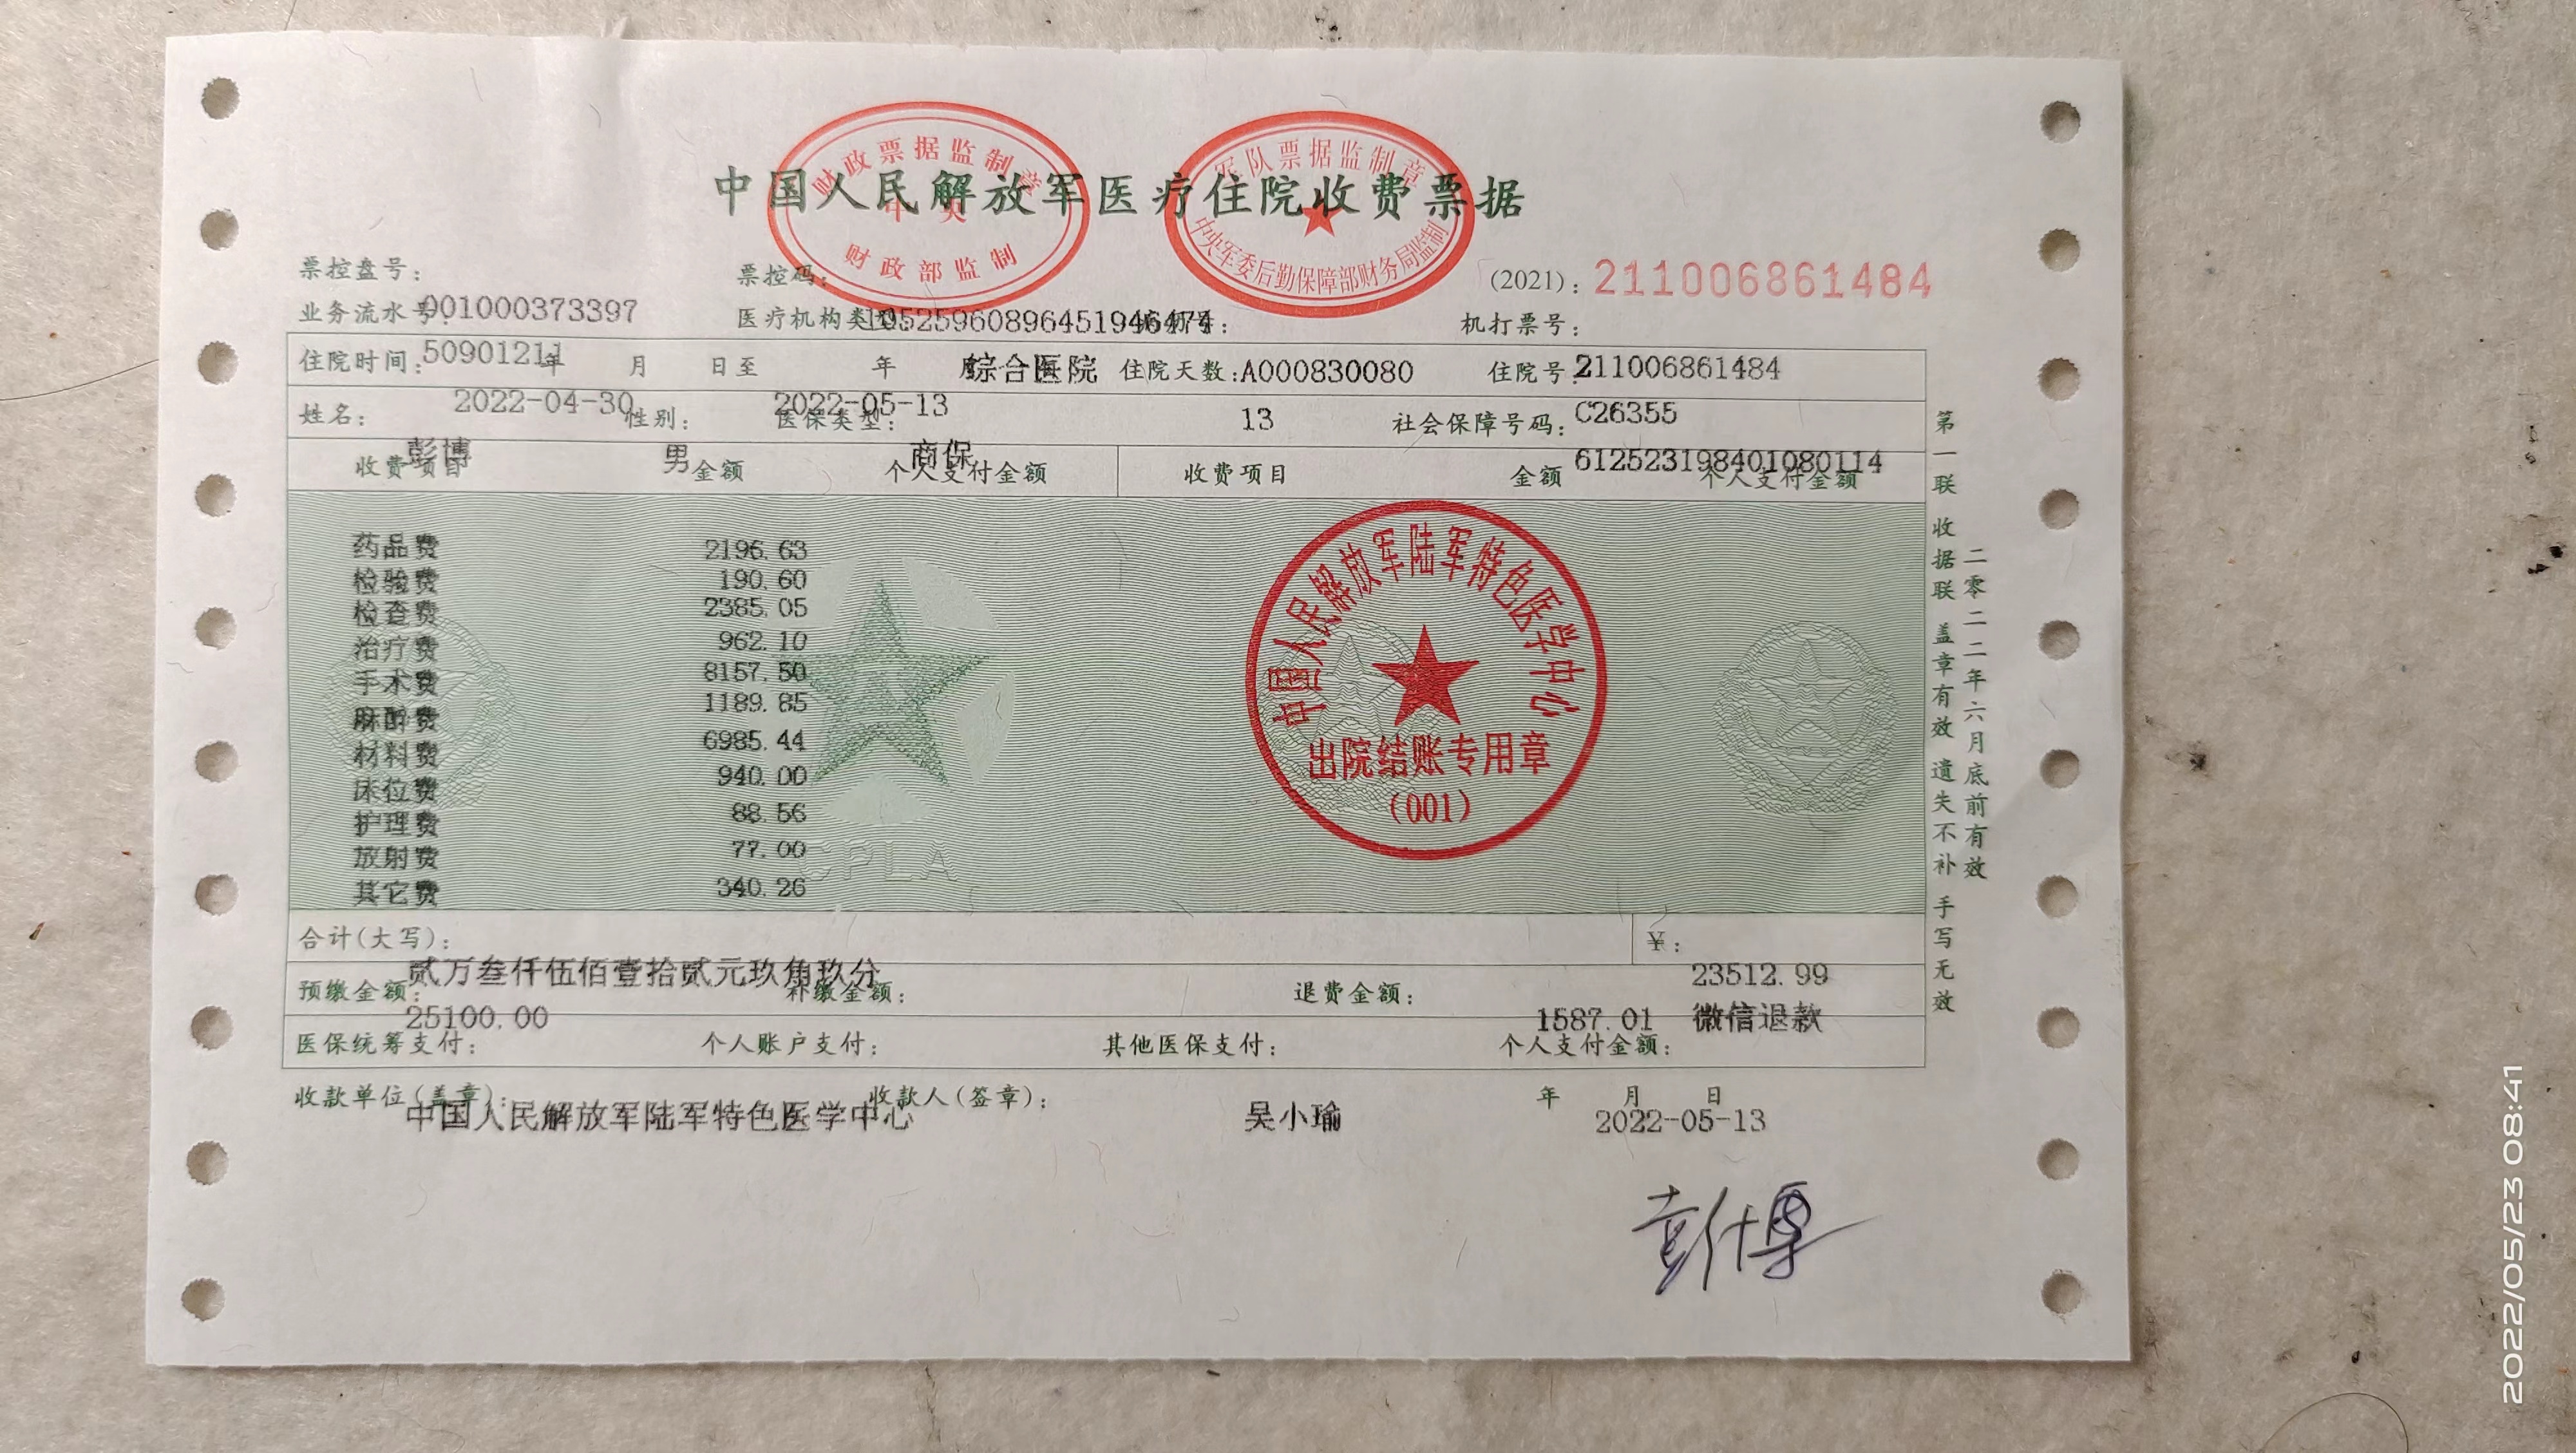 财政票据监制章
中央
财政部监制
军队票据监制章
中央军委后勤保障部财务局监制
中国人民解放军医疗住院收费票据
票控盘号：
票控码：
(2021)：211006861484
业务流水号：001000373397
医疗机构类型：
1052596089645194647４
机打票号：
住院时间：50901211
年 月 日至 年 综合医院 住院天数：A000830080 住院号：211006861484
2022-04-30 2022-05-13 13 C26355
姓名： 性别： 医保类型： 社会保障号码：
彭博 男 商保 612523198401080114
收费项目 金额 个人支付金额 收费项目 金额 个人支付金额
药品费 2196.63
检验费 190.60
检查费 2385.05
治疗费 962.10
手术费 8157.50
麻醉费 1189.85
材料费 6985.44
床位费 940.00
护理费 88.56
放射费 77.00
其它费 340.26
CPLA
中国人民解放军陆军特色医学中心
出院结账专用章
(001)
合计(大写)： ¥：
贰万叁仟伍佰壹拾贰元玖角玖分 23512.99
预缴金额： 补缴金额： 退费金额：
25100.00 1587.01 微信退款
医保统筹支付： 个人账户支付： 其他医保支付： 个人支付金额：
收款单位(盖章)： 收款人(签章)： 年 月 日
中国人民解放军陆军特色医学中心 吴小瑜 2022-05-13
彭博
第一联 收据联 盖章有效 遗失不补 手写无效
二零二二年六月底前有效
2022/05/23 08:41